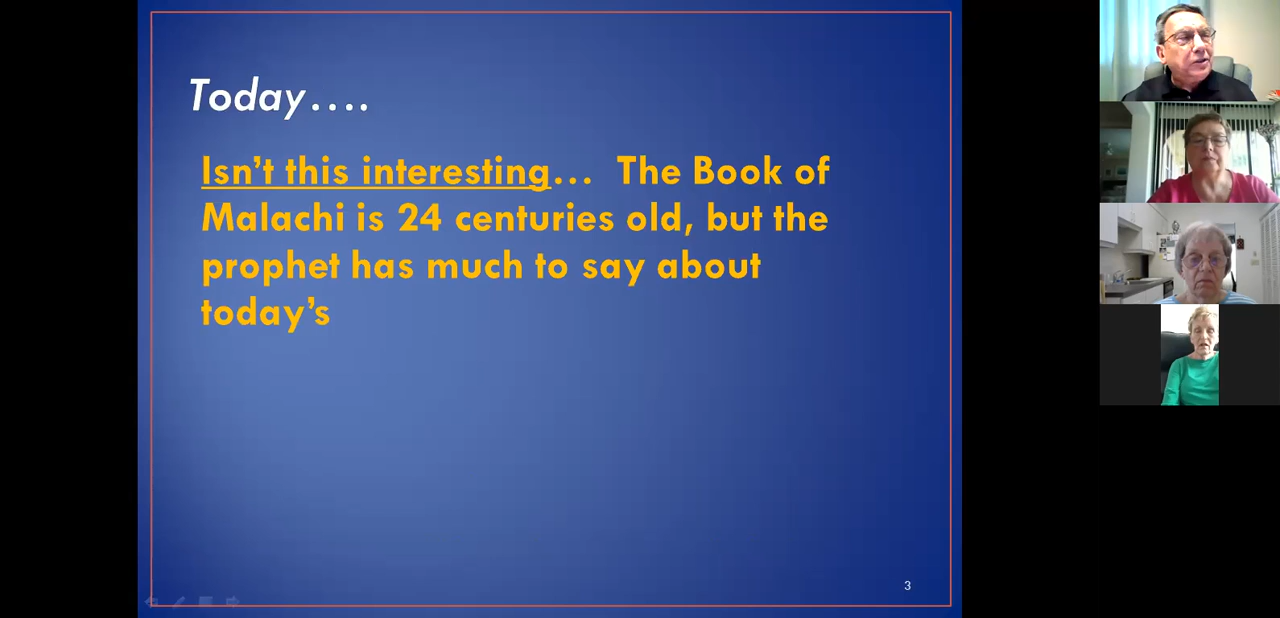 Today....
Isn't this interesting... The Book of
Malachi is 24 centuries old, but the
prophet has much to say about
today's
3